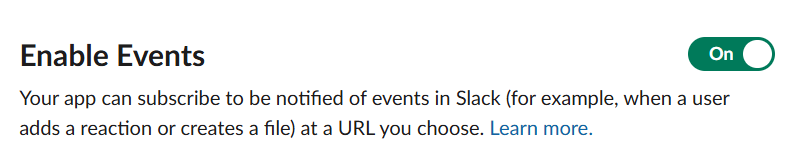 Enable Events
On
Your app can subscribe to be notified of events in Slack (for example, when a user
adds a reaction or creates a file) at a URL you choose. Learn more.